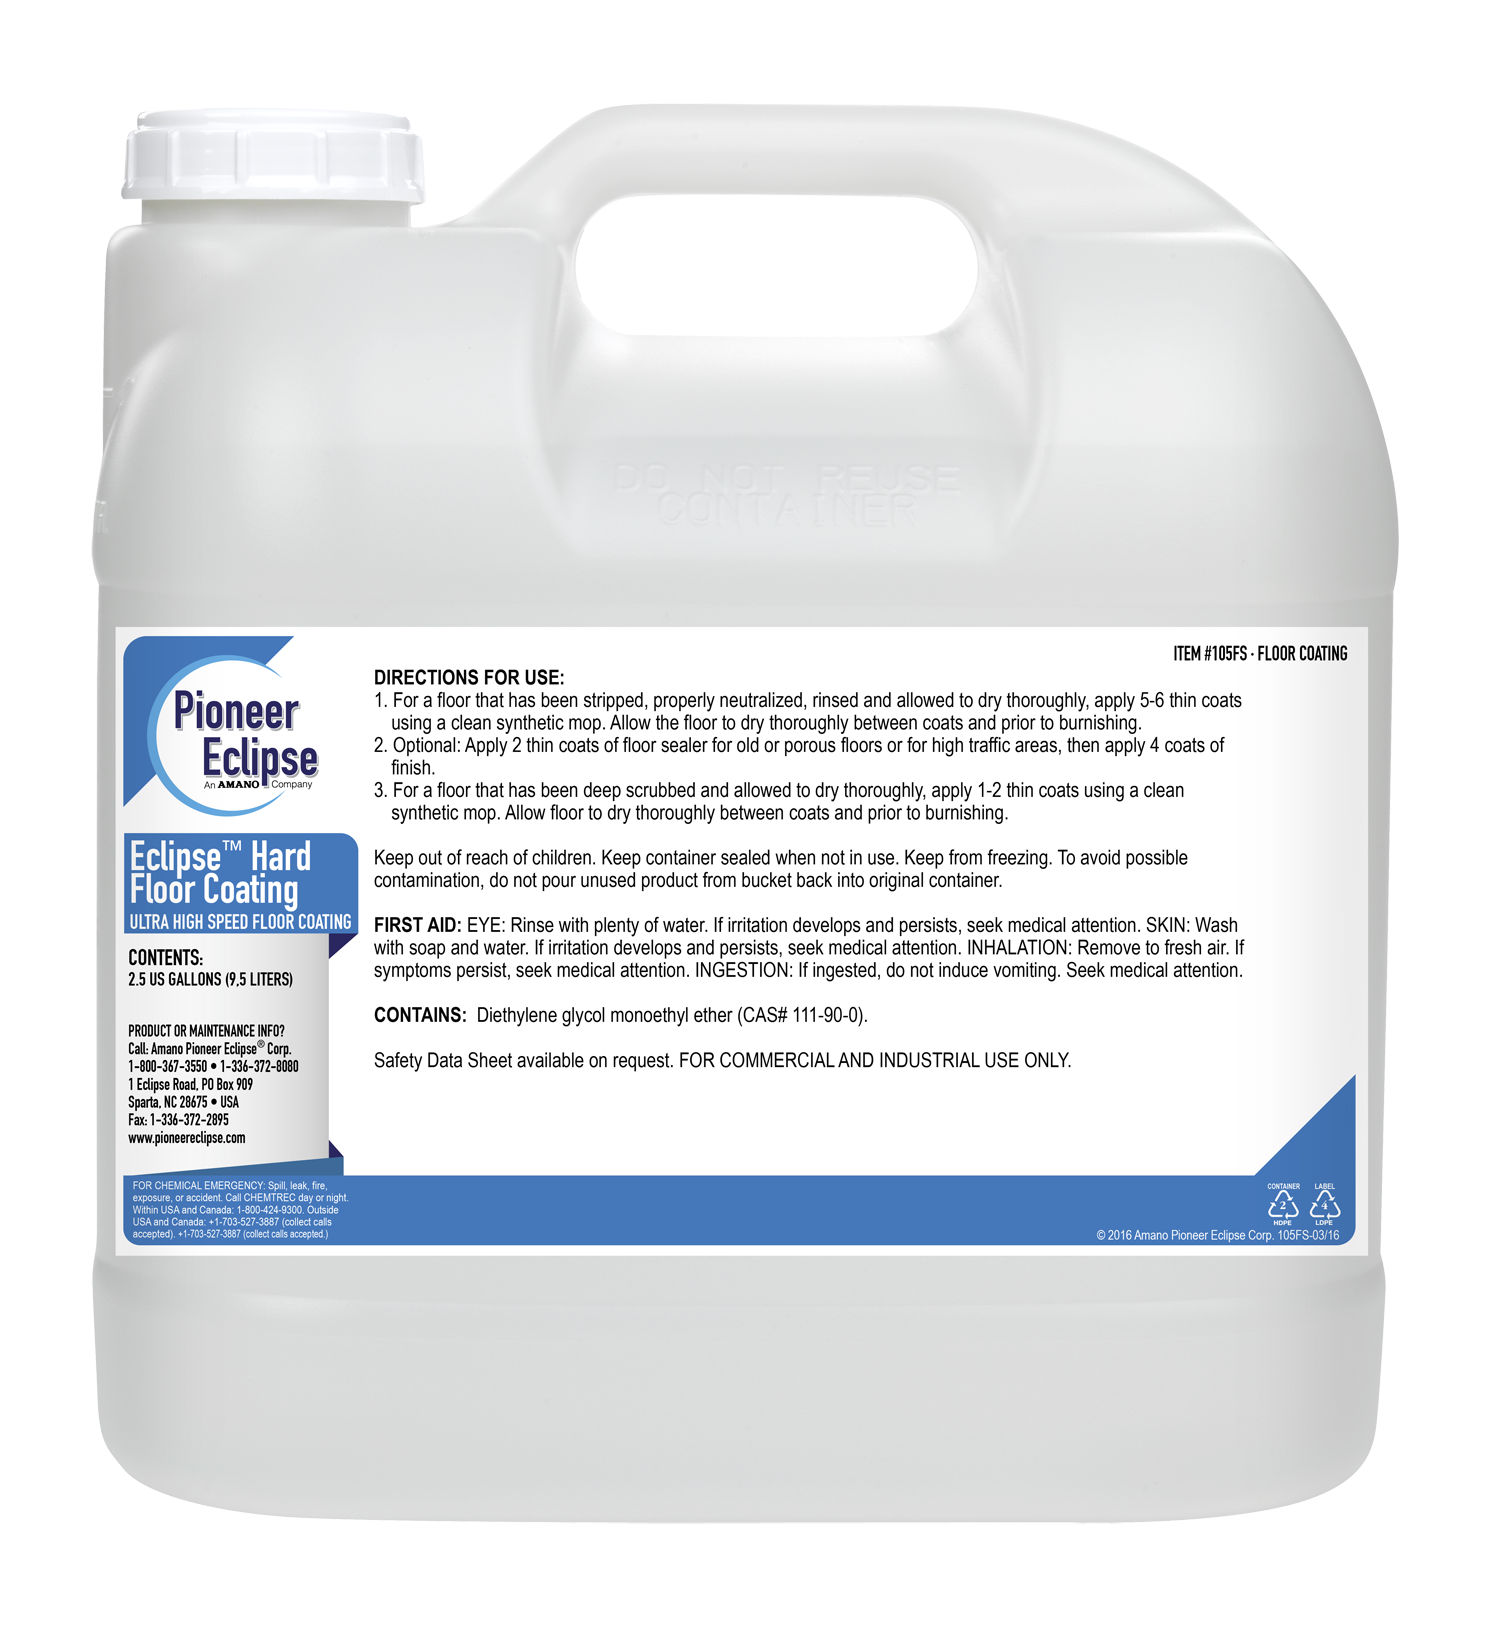 DO NOT REUSE
CONTAINER
ITEM #105FS · FLOOR COATING
Pioneer
Eclipse
An AMANO Company
Eclipse™ Hard
Floor Coating
ULTRA HIGH SPEED FLOOR COATING
CONTENTS:
2.5 US GALLONS (9,5 LITERS)
PRODUCT OR MAINTENANCE INFO?
Call: Amano Pioneer Eclipse® Corp.
1-800-367-3550 • 1-336-372-8080
1 Eclipse Road, PO Box 909
Sparta, NC 28675 • USA
Fax: 1-336-372-2895
www.pioneereclipse.com
FOR CHEMICAL EMERGENCY: Spill, leak, fire,
exposure, or accident. Call CHEMTREC day or night.
Within USA and Canada: 1-800-424-9300. Outside
USA and Canada: +1-703-527-3887 (collect calls
accepted). +1-703-527-3887 (collect calls accepted.)
DIRECTIONS FOR USE:
1. For a floor that has been stripped, properly neutralized, rinsed and allowed to dry thoroughly, apply 5-6 thin coats
using a clean synthetic mop. Allow the floor to dry thoroughly between coats and prior to burnishing.
2. Optional: Apply 2 thin coats of floor sealer for old or porous floors or for high traffic areas, then apply 4 coats of
finish.
3. For a floor that has been deep scrubbed and allowed to dry thoroughly, apply 1-2 thin coats using a clean
synthetic mop. Allow floor to dry thoroughly between coats and prior to burnishing.
Keep out of reach of children. Keep container sealed when not in use. Keep from freezing. To avoid possible
contamination, do not pour unused product from bucket back into original container.
FIRST AID: EYE: Rinse with plenty of water. If irritation develops and persists, seek medical attention. SKIN: Wash
with soap and water. If irritation develops and persists, seek medical attention. INHALATION: Remove to fresh air. If
symptoms persist, seek medical attention. INGESTION: If ingested, do not induce vomiting. Seek medical attention.
CONTAINS: Diethylene glycol monoethyl ether (CAS# 111-90-0).
Safety Data Sheet available on request. FOR COMMERCIAL AND INDUSTRIAL USE ONLY.
CONTAINER
2
HDPE
LABEL
4
LDPE
© 2016 Amano Pioneer Eclipse Corp. 105FS-03/16